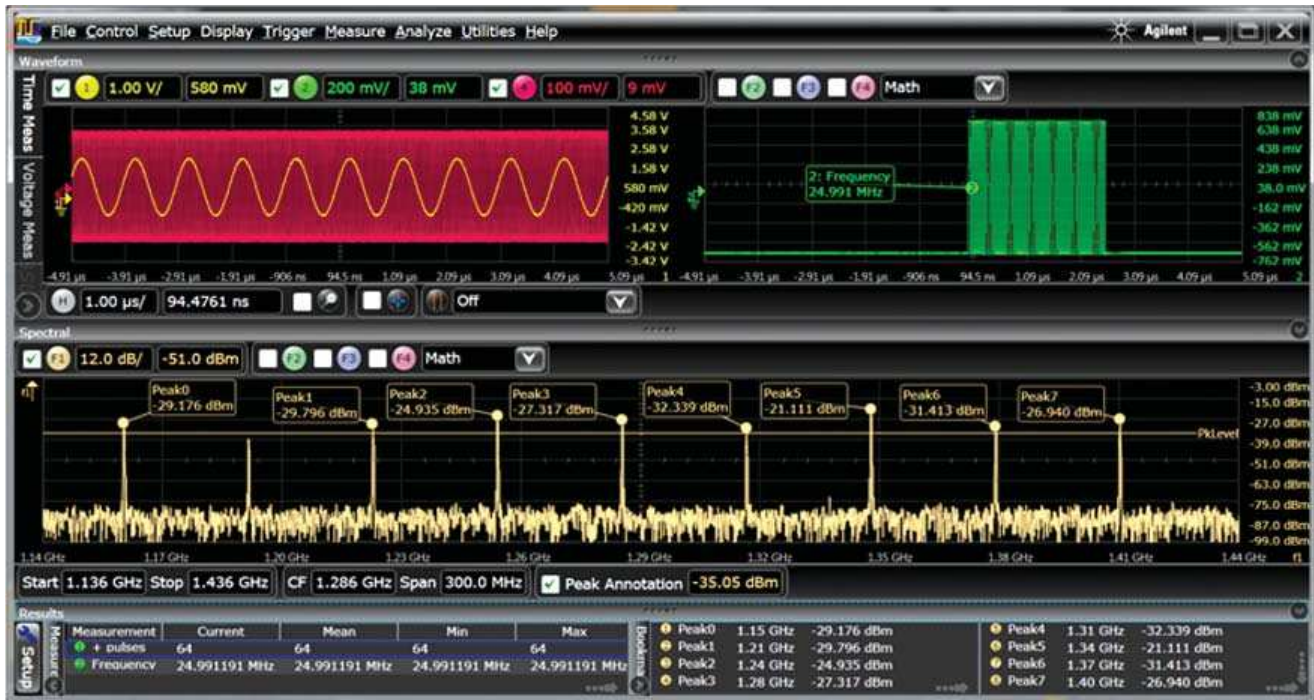 File Control Setup Display Trigger Measure Analyze Utilities Help
Agilent
Waveform
Time Meas
Voltage Meas
1 1.00 V/ 580 mV 2 200 mV/ 38 mV 4 100 mV/ 9 mV
F2 F3 F4 Math
4.58 V
3.58 V
2.58 V
1.58 V
580 mV
-420 mV
-1.42 V
-2.42 V
-3.42 V
-4.91 µs -3.91 µs -2.91 µs -1.91 µs -906 ns 94.5 ns 1.09 µs 2.09 µs 3.09 µs 4.09 µs 5.09 µs 1
2: Frequency
24.991 MHz
838 mV
638 mV
438 mV
238 mV
38.0 mV
-162 mV
-362 mV
-562 mV
-762 mV
-4.91 µs -3.91 µs -2.91 µs -1.91 µs -906 ns 94.5 ns 1.09 µs 2.09 µs 3.09 µs 4.09 µs 5.09 µs 2
H 1.00 µs/ 94.4761 ns Off
Spectral
F1 12.0 dB/ -51.0 dBm F2 F3 F4 Math
Peak0
-29.176 dBm
Peak1
-29.796 dBm
Peak2
-24.935 dBm
Peak3
-27.317 dBm
Peak4
-32.339 dBm
Peak5
-21.111 dBm
Peak6
-31.413 dBm
Peak7
-26.940 dBm
PkLevel
-3.00 dBm
-15.0 dBm
-27.0 dBm
-39.0 dBm
-51.0 dBm
-63.0 dBm
-75.0 dBm
-87.0 dBm
-99.0 dBm
1.14 GHz 1.17 GHz 1.20 GHz 1.23 GHz 1.26 GHz 1.29 GHz 1.32 GHz 1.35 GHz 1.38 GHz 1.41 GHz 1.44 GHz f1
Start 1.136 GHz Stop 1.436 GHz CF 1.286 GHz Span 300.0 MHz Peak Annotation -35.05 dBm
Results
Setup
Measurement Current Mean Min Max
+ pulses 64 64 64 64
Frequency 24.991191 MHz 24.991191 MHz 24.991191 MHz 24.991191 MHz
Peak0 1.15 GHz -29.176 dBm
Peak1 1.21 GHz -29.796 dBm
Peak2 1.24 GHz -24.935 dBm
Peak3 1.28 GHz -27.317 dBm
Peak4 1.31 GHz -32.339 dBm
Peak5 1.34 GHz -21.111 dBm
Peak6 1.37 GHz -31.413 dBm
Peak7 1.40 GHz -26.940 dBm